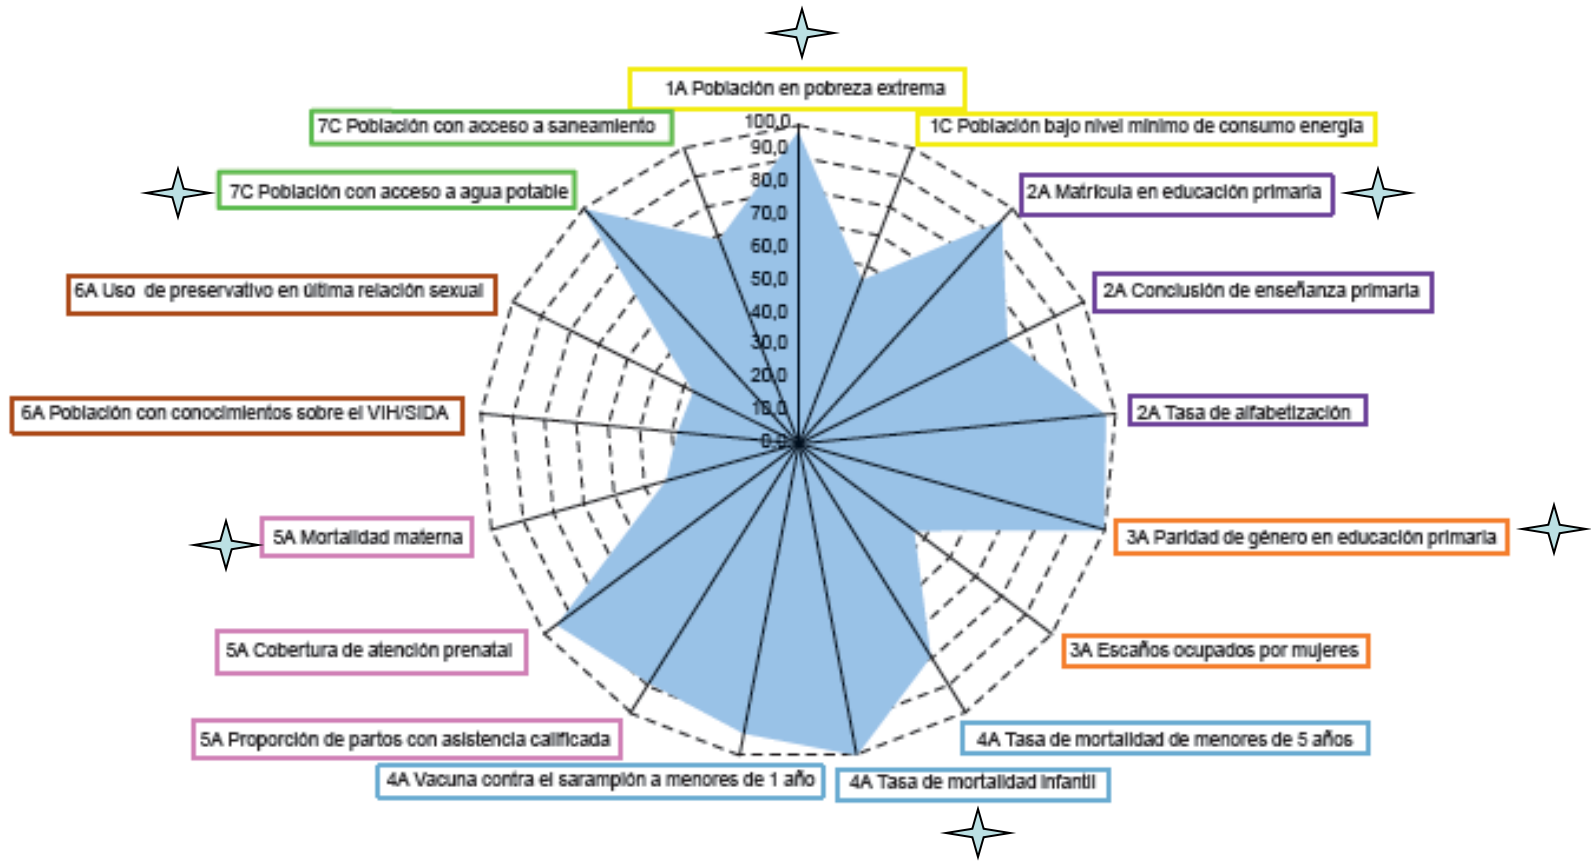 1A Población en pobreza extrema
7C Población con acceso a saneamiento
1C Población bajo nivel mínimo de consumo energía
7C Población con acceso a agua potable
2A Matrícula en educación primaria
6A Uso de preservativo en última relación sexual
2A Conclusión de enseñanza primaria
6A Población con conocimientos sobre el VIH/SIDA
2A Tasa de alfabetización
5A Mortalidad materna
3A Paridad de género en educación primaria
5A Cobertura de atención prenatal
3A Escaños ocupados por mujeres
5A Proporción de partos con asistencia calificada
4A Tasa de mortalidad de menores de 5 años
4A Vacuna contra el sarampión a menores de 1 año
4A Tasa de mortalidad infantil
100,0
90,0
80,0
70,0
60,0
50,0
40,0
30,0
20,0
10,0
0,0